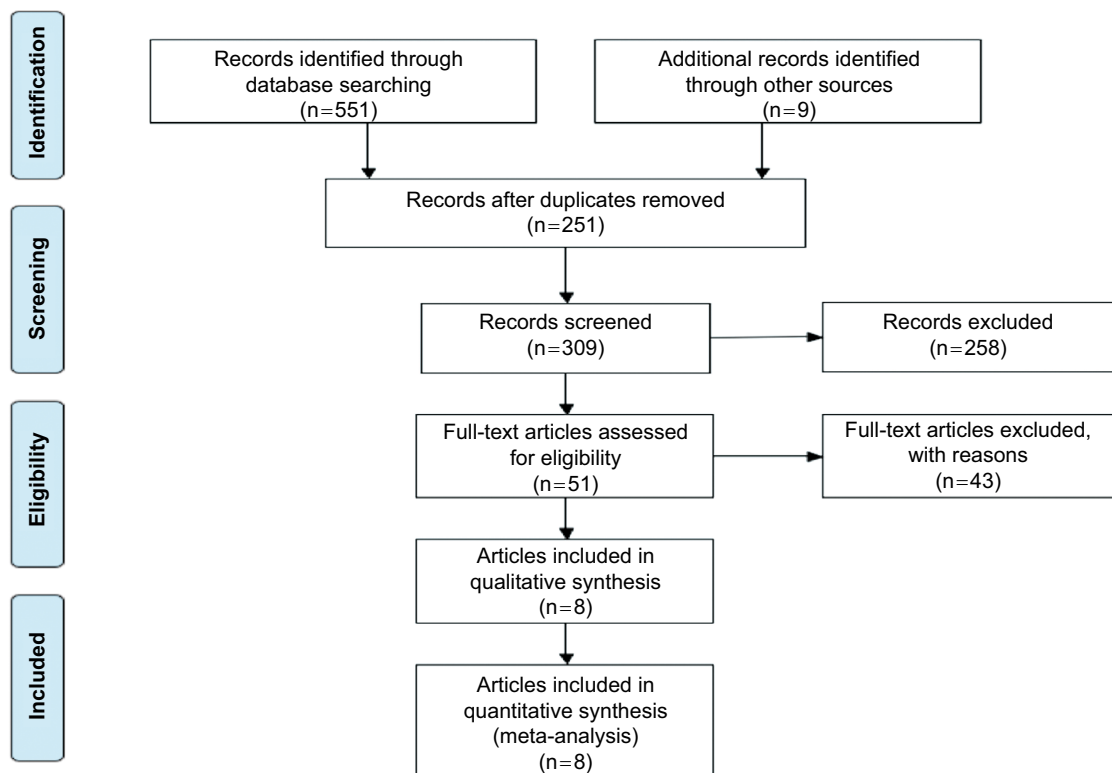 Identification
Records identified through
database searching
(n=551)
Additional records identified
through other sources
(n=9)
Records after duplicates removed
(n=251)
Screening
Records screened
(n=309)
Records excluded
(n=258)
Eligibility
Full-text articles assessed
for eligibility
(n=51)
Full-text articles excluded,
with reasons
(n=43)
Articles included in
qualitative synthesis
(n=8)
Included
Articles included in
quantitative synthesis
(meta-analysis)
(n=8)